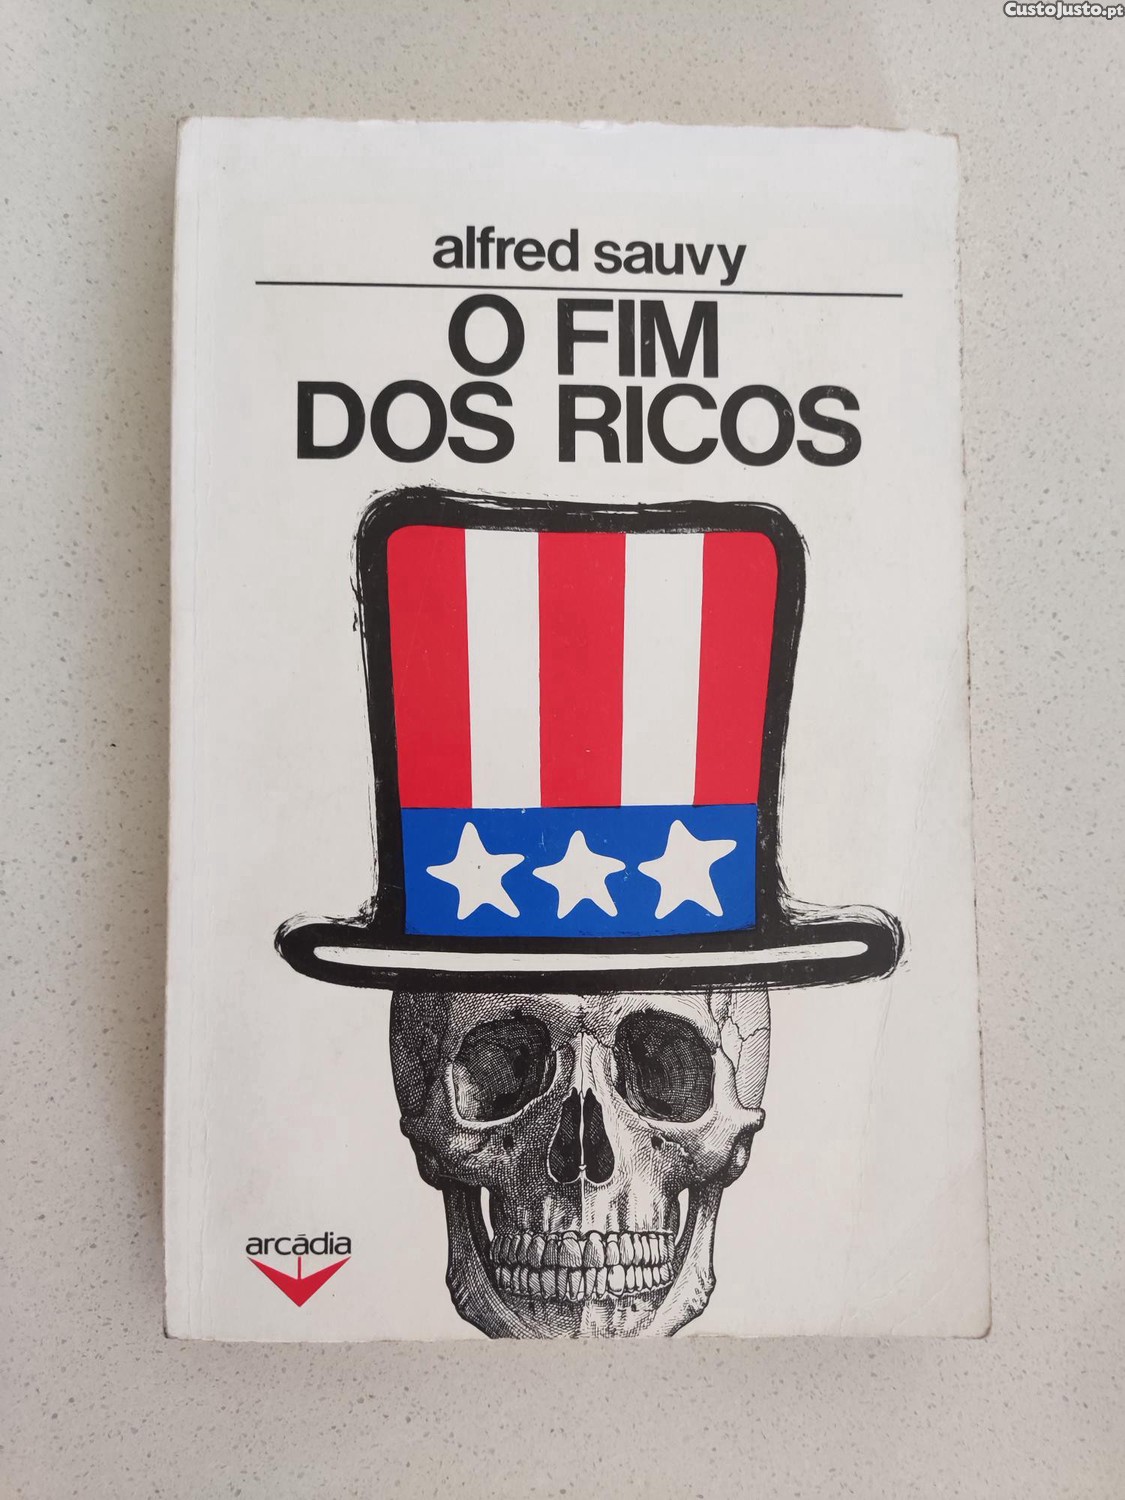 CustoJusto.pt
alfred sauvy
O FIM
DOS RICOS
arcádia